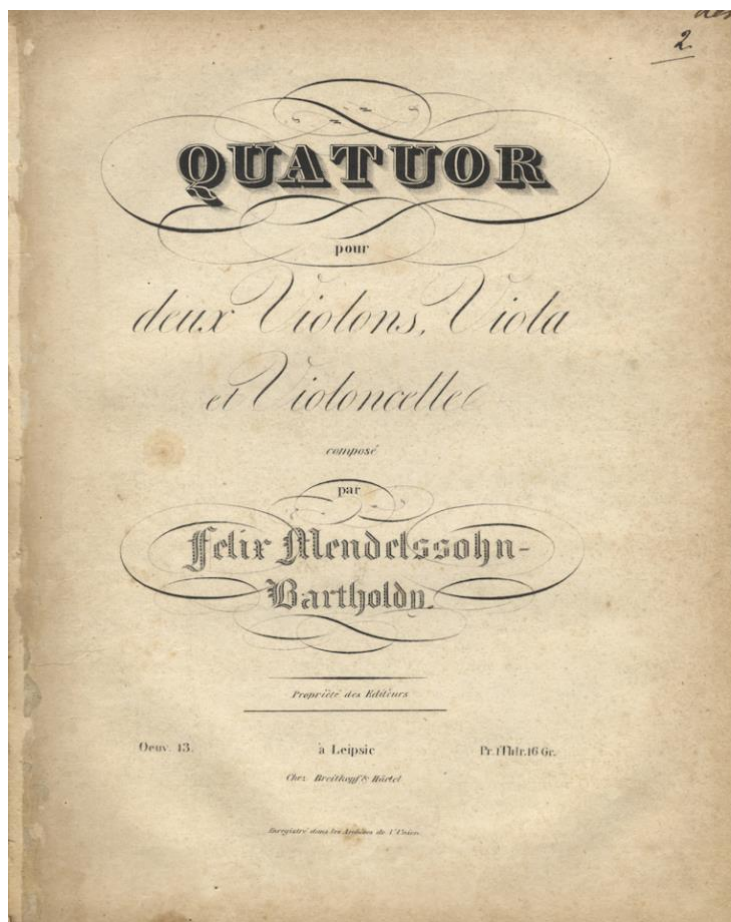 2
QUATUOR
pour
deux Violons, Viola
et Violoncelle
composé
par
Felix Mendelssohn-
Bartholdy.
Propriété des Editeurs
Oeuv. 13. à Leipsic Pr. 1 Thlr. 16 Gr.
Chez Breitkopf & Härtel
Enregistré dans les Archives de l'Union